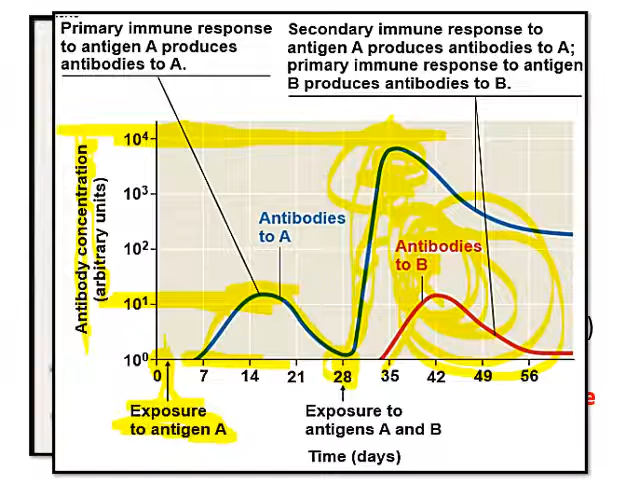 Primary immune response
to antigen A produces
antibodies to A.
Secondary immune response to
antigen A produces antibodies to A;
primary immune response to antigen
B produces antibodies to B.
Antibody concentration
(arbitrary units)
10⁴
10³
10²
10¹
10⁰
Antibodies
to A
Antibodies
to B
0 7 14 21 28 35 42 49 56
Exposure
to antigen A
Exposure to
antigens A and B
Time (days)
)
e